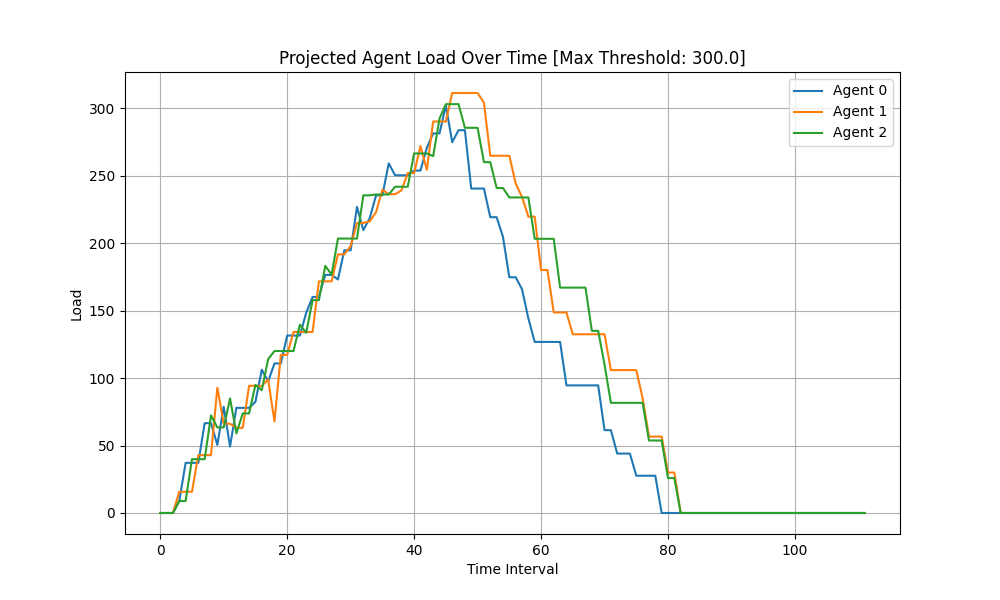 Projected Agent Load Over Time [Max Threshold: 300.0]
Agent 0
Agent 1
Agent 2
Load
300
250
200
150
100
50
0
0 20 40 60 80 100
Time Interval